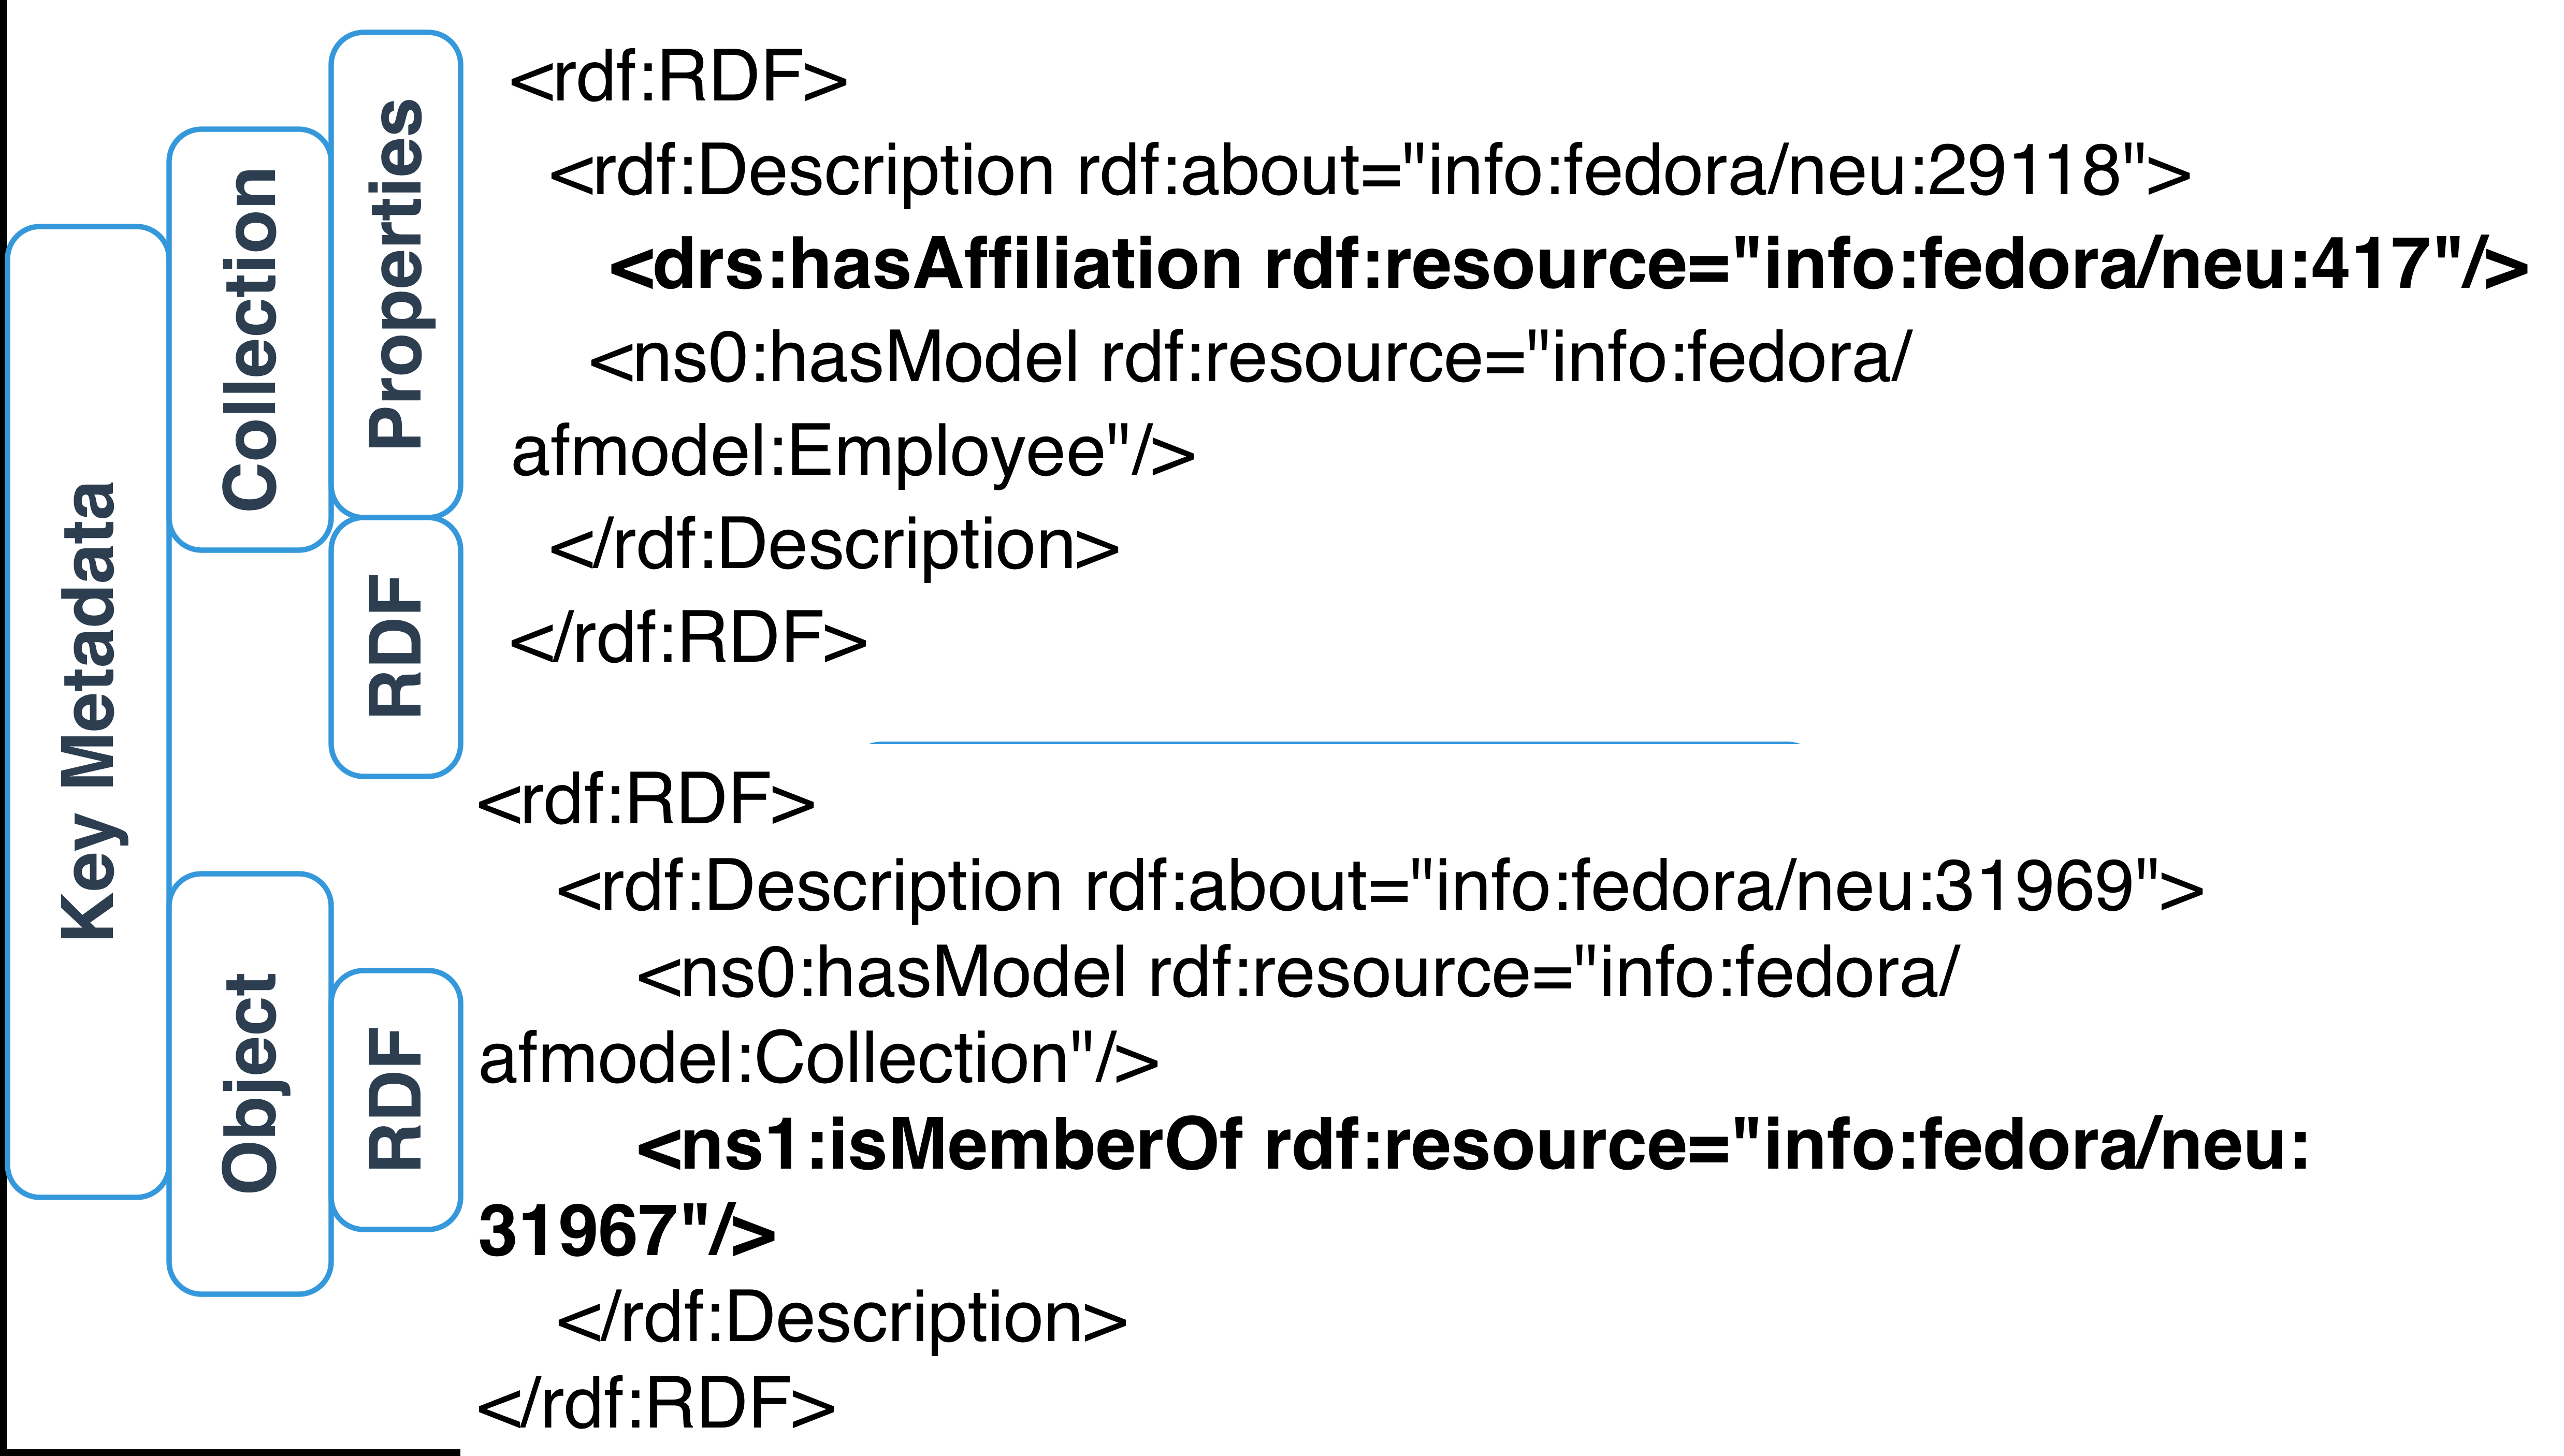 Key Metadata
Collection
Properties
RDF
Object
RDF
<rdf:RDF>
<rdf:Description rdf:about="info:fedora/neu:29118">
<drs:hasAffiliation rdf:resource="info:fedora/neu:417"/>
<ns0:hasModel rdf:resource="info:fedora/
afmodel:Employee"/>
</rdf:Description>
</rdf:RDF>
<rdf:RDF>
<rdf:Description rdf:about="info:fedora/neu:31969">
<ns0:hasModel rdf:resource="info:fedora/
afmodel:Collection"/>
<ns1:isMemberOf rdf:resource="info:fedora/neu:
31967"/>
</rdf:Description>
</rdf:RDF>